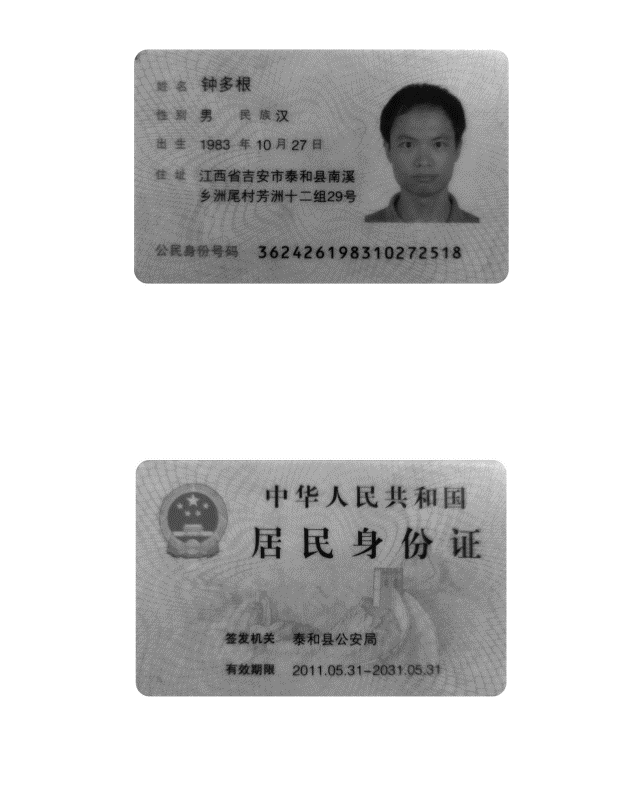 姓名 钟多根
性别 男 民族 汉
出生 1983 年 10 月 27 日
住址 江西省吉安市泰和县南溪
乡洲尾村芳洲十二组29号
公民身份号码 362426198310272518
中华人民共和国
居民身份证
签发机关 泰和县公安局
有效期限 2011.05.31-2031.05.31